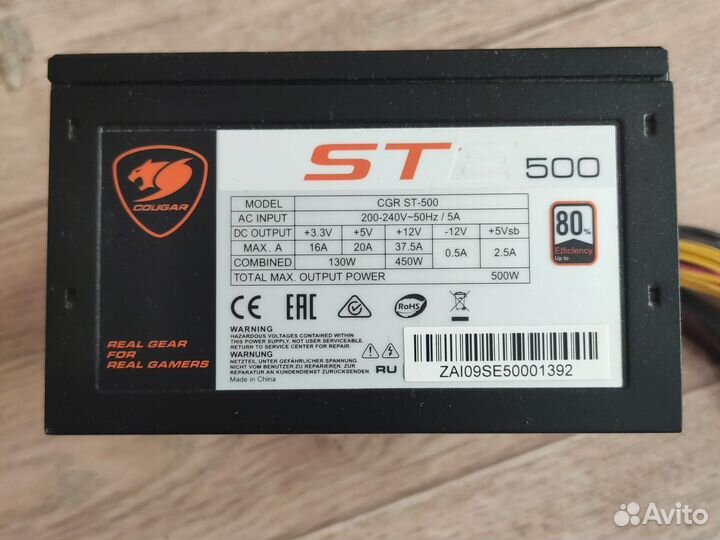 STE 500
COUGAR
MODEL CGR ST-500
AC INPUT 200-240V~50Hz / 5A
DC OUTPUT +3.3V +5V +12V -12V +5Vsb
MAX. A 16A 20A 37.5A 0.5A 2.5A
COMBINED 130W 450W
TOTAL MAX. OUTPUT POWER 500W
80%
Efficiency
Up to
CE EAC RoHS
WARNING
HAZARDOUS VOLTAGES CONTAINED WITHIN
THIS POWER SUPPLY, NOT USER SERVICEABLE.
RETURN TO SERVICE CENTER FOR REPAIR.
WARNUNG
NETZTEIL UNTER GEFÄHRLICHER SPANNUNG.
NICHT VOM BENUTZER ZU REPARIEREN. ZUR
REPARATUR AN KUNDENDIENST ZURÜCKSENDEN.
Made in China
RU
ZAI09SE50001392
REAL GEAR
FOR
REAL GAMERS
Avito